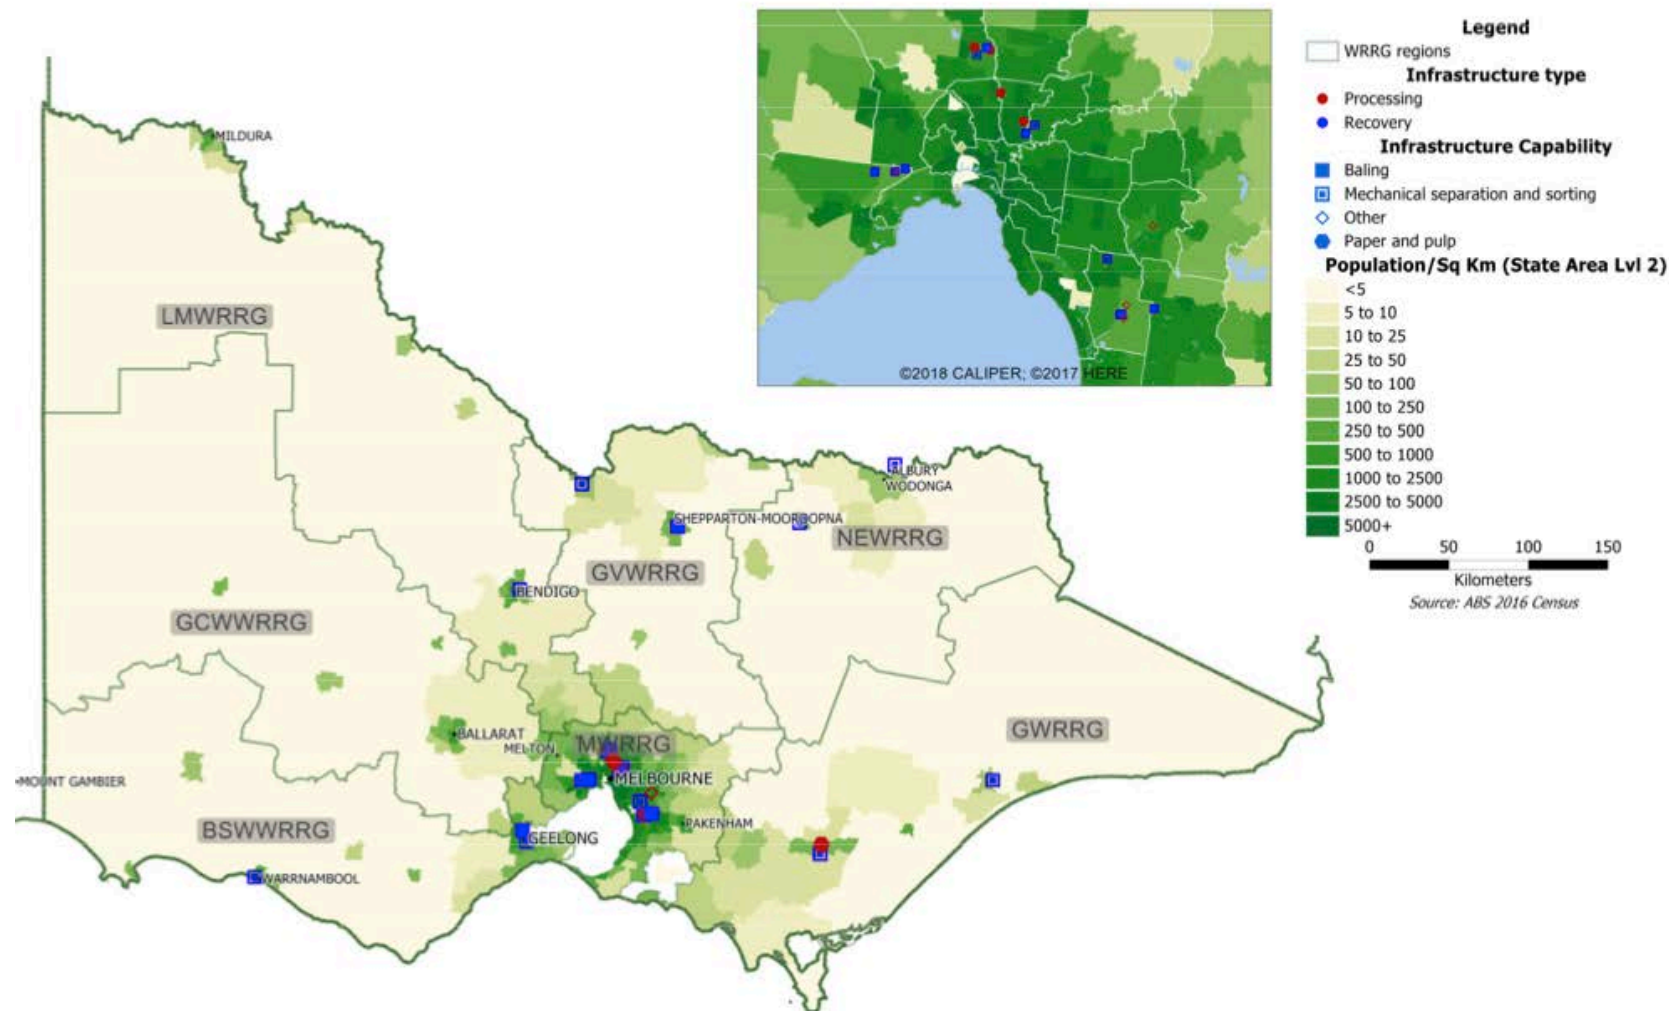 ©2018 CALIPER; ©2017 HERE
Legend
WRRG regions
Infrastructure type
Processing
Recovery
Infrastructure Capability
Baling
Mechanical separation and sorting
Other
Paper and pulp
Population/Sq Km (State Area Lvl 2)
<5
5 to 10
10 to 25
25 to 50
50 to 100
100 to 250
250 to 500
500 to 1000
1000 to 2500
2500 to 5000
5000+
0 50 100 150
Kilometers
Source: ABS 2016 Census
MILDURA
LMWRRG
ALBURY
WODONGA
SHEPPARTON-MOOROOPNA
NEWRRG
GVWRRG
BENDIGO
GCWWRRG
GWRRG
BALLARAT
MELTON
MWRRG
MELBOURNE
MOUNT GAMBIER
BSWWRRG
GEELONG
PAKENHAM
WARRNAMBOOL